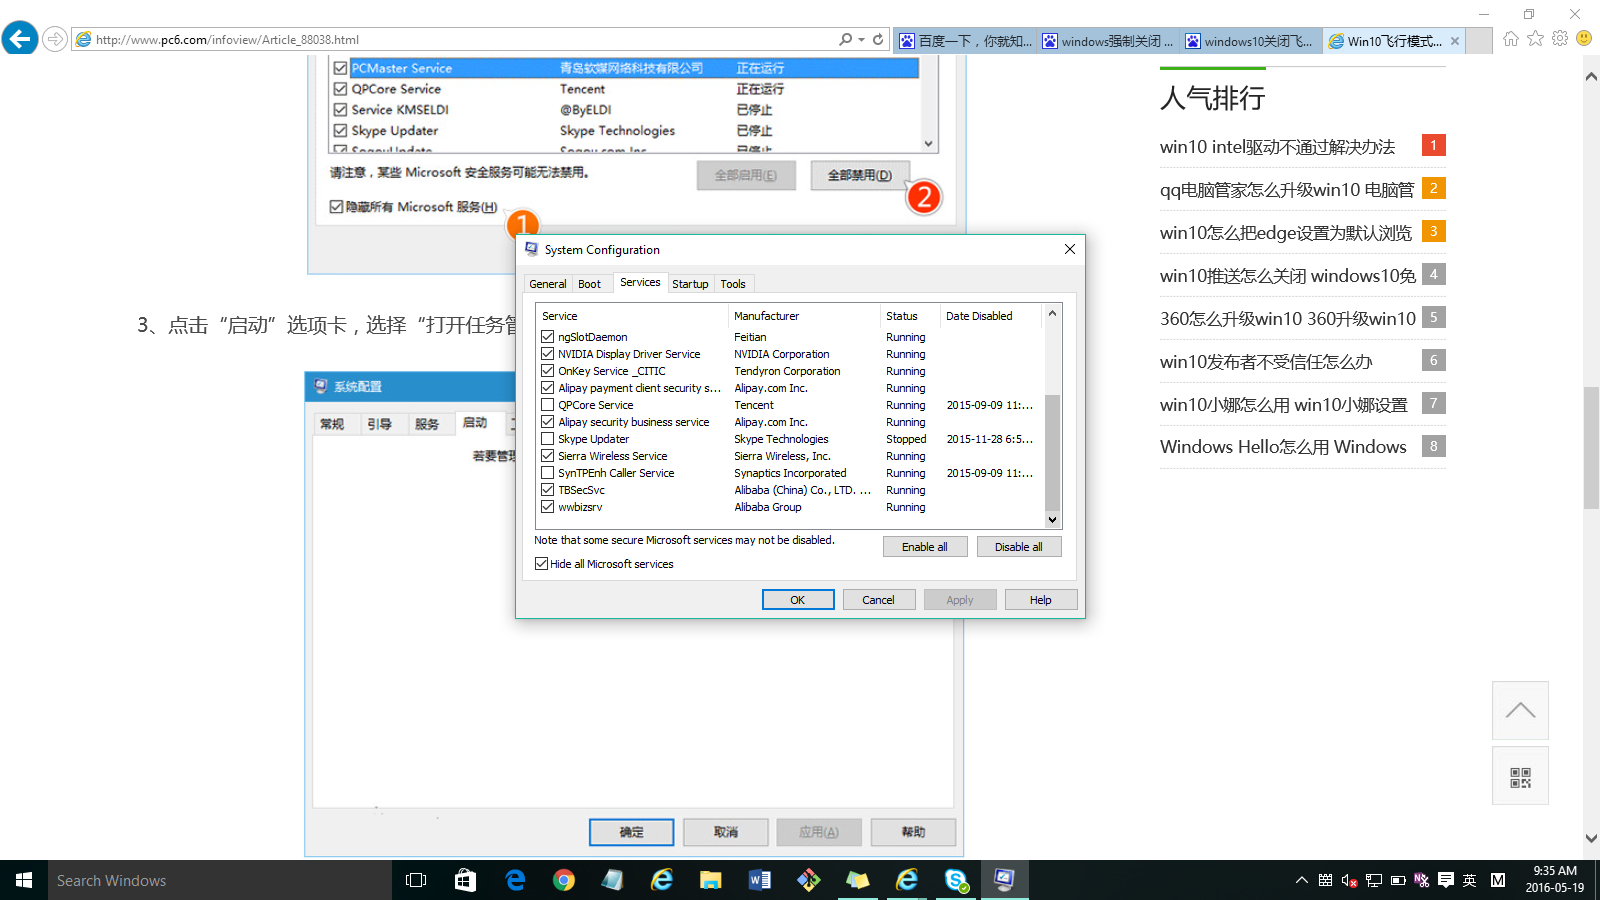 http://www.pc6.com/infoview/Article_88038.html
百度一下，你就知...
windows强制关闭 ...
windows10关闭飞...
Win10飞行模式...
PCMaster Service 青岛软媒网络科技有限公司 正在运行
QPCore Service Tencent 正在运行
Service KMSELDI @ByELDI 已停止
Skype Updater Skype Technologies 已停止
SogouUpdate Sogou.com Inc. 已停止
请注意，某些 Microsoft 安全服务可能无法禁用。
全部启用(E)
全部禁用(D)
2
隐藏所有 Microsoft 服务(H)
1
3、点击“启动”选项卡，选择“打开任务管
系统配置
常规 引导 服务 启动
若要管理
确定 取消 应用(A) 帮助
System Configuration
General Boot Services Startup Tools
Service Manufacturer Status Date Disabled
ngSlotDaemon Feitian Running
NVIDIA Display Driver Service NVIDIA Corporation Running
OnKey Service _CITIC Tendyron Corporation Running
Alipay payment client security s... Alipay.com Inc. Running
QPCore Service Tencent Running 2015-09-09 11:...
Alipay security business service Alipay.com Inc. Running
Skype Updater Skype Technologies Stopped 2015-11-28 6:5...
Sierra Wireless Service Sierra Wireless, Inc. Running
SynTPEnh Caller Service Synaptics Incorporated Running 2015-09-09 11:...
TBSecSvc Alibaba (China) Co., LTD. ... Running
wwbizsrv Alibaba Group Running
Note that some secure Microsoft services may not be disabled.
Enable all Disable all
Hide all Microsoft services
OK Cancel Apply Help
人气排行
win10 intel驱动不通过解决办法 1
qq电脑管家怎么升级win10 电脑管 2
win10怎么把edge设置为默认浏览 3
win10推送怎么关闭 windows10免 4
360怎么升级win10 360升级win10 5
win10发布者不受信任怎么办 6
win10小娜怎么用 win10小娜设置 7
Windows Hello怎么用 Windows 8
Search Windows
英
M
9:35 AM
2016-05-19